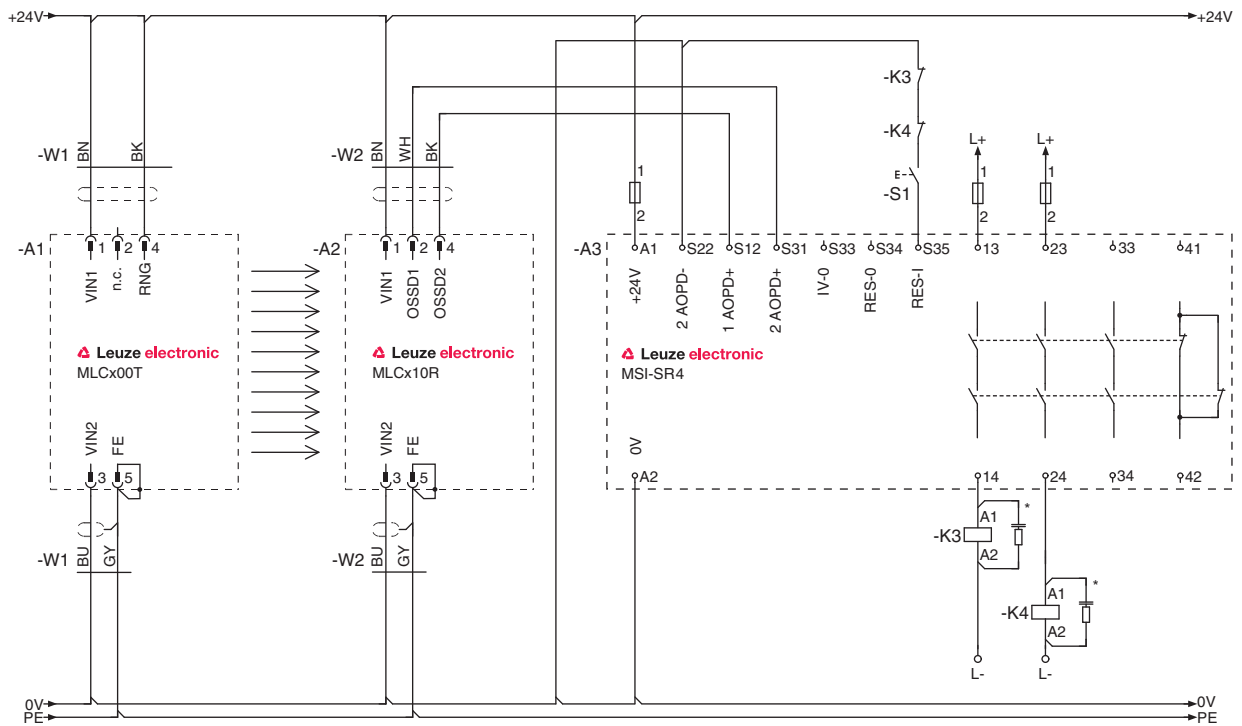 +24V +24V
-K3
-W1 BN BK -W2 BN WH BK -K4 L+ L+
1 1 1
E -S1
2 2 2
-A1 1 2 4 -A2 1 2 4 -A3 A1 S22 S12 S31 S33 S34 S35 13 23 33 41
VIN1 n.c. RNG VIN1 OSSD1 OSSD2 +24V 2 AOPD- 1 AOPD+ 2 AOPD+ IV-0 RES-0 RES-I
Leuze electronic Leuze electronic Leuze electronic
MLCx00T MLCx10R MSI-SR4
VIN2 FE VIN2 FE 0V
3 5 3 5 A2 14 24 34 42
A1 *
-K3
-W1 BU GY -W2 BU GY A2
A1 *
-K4
A2
L- L-
0V 0V
PE PE